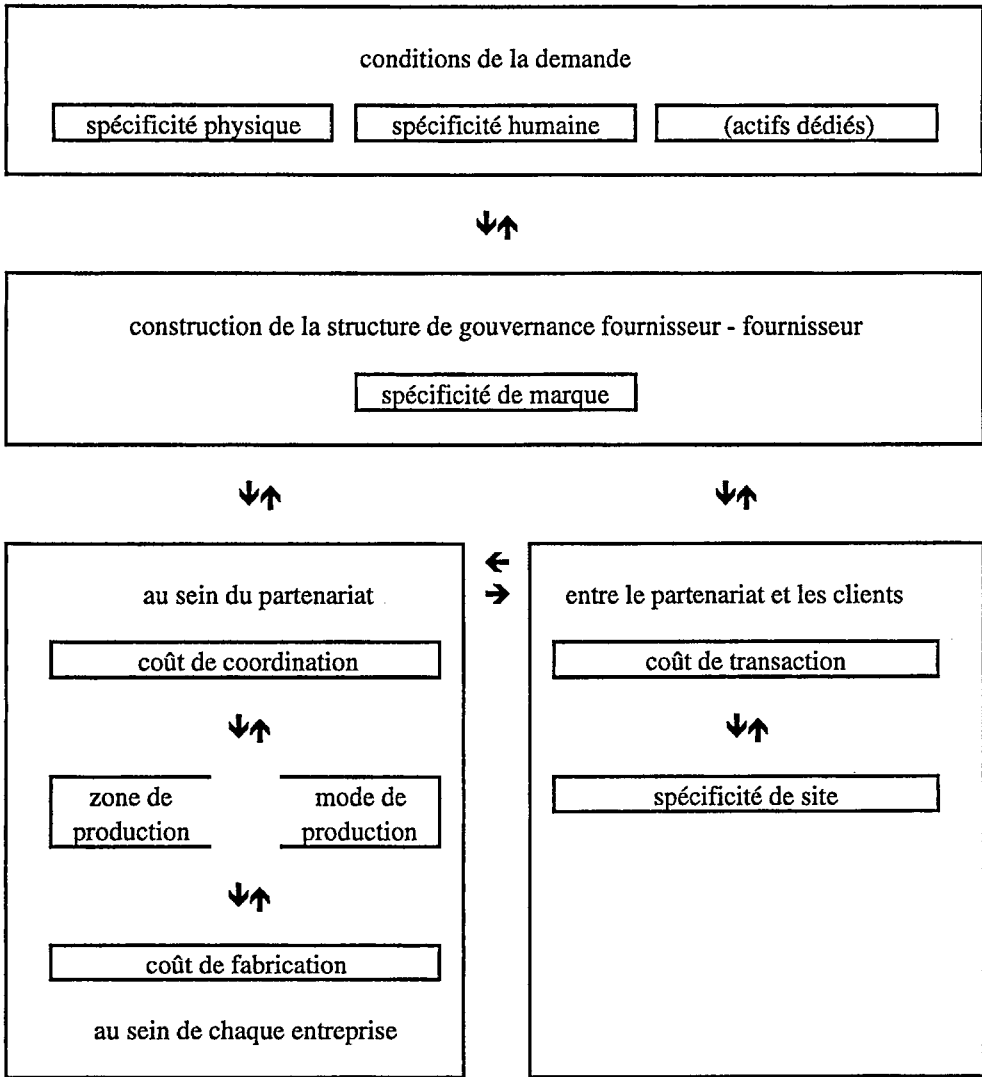 conditions de la demande
spécificité physique
spécificité humaine
(actifs dédiés)
construction de la structure de gouvernance fournisseur - fournisseur
spécificité de marque
au sein du partenariat
coût de coordination
zone de
production
mode de
production
coût de fabrication
au sein de chaque entreprise
entre le partenariat et les clients
coût de transaction
spécificité de site